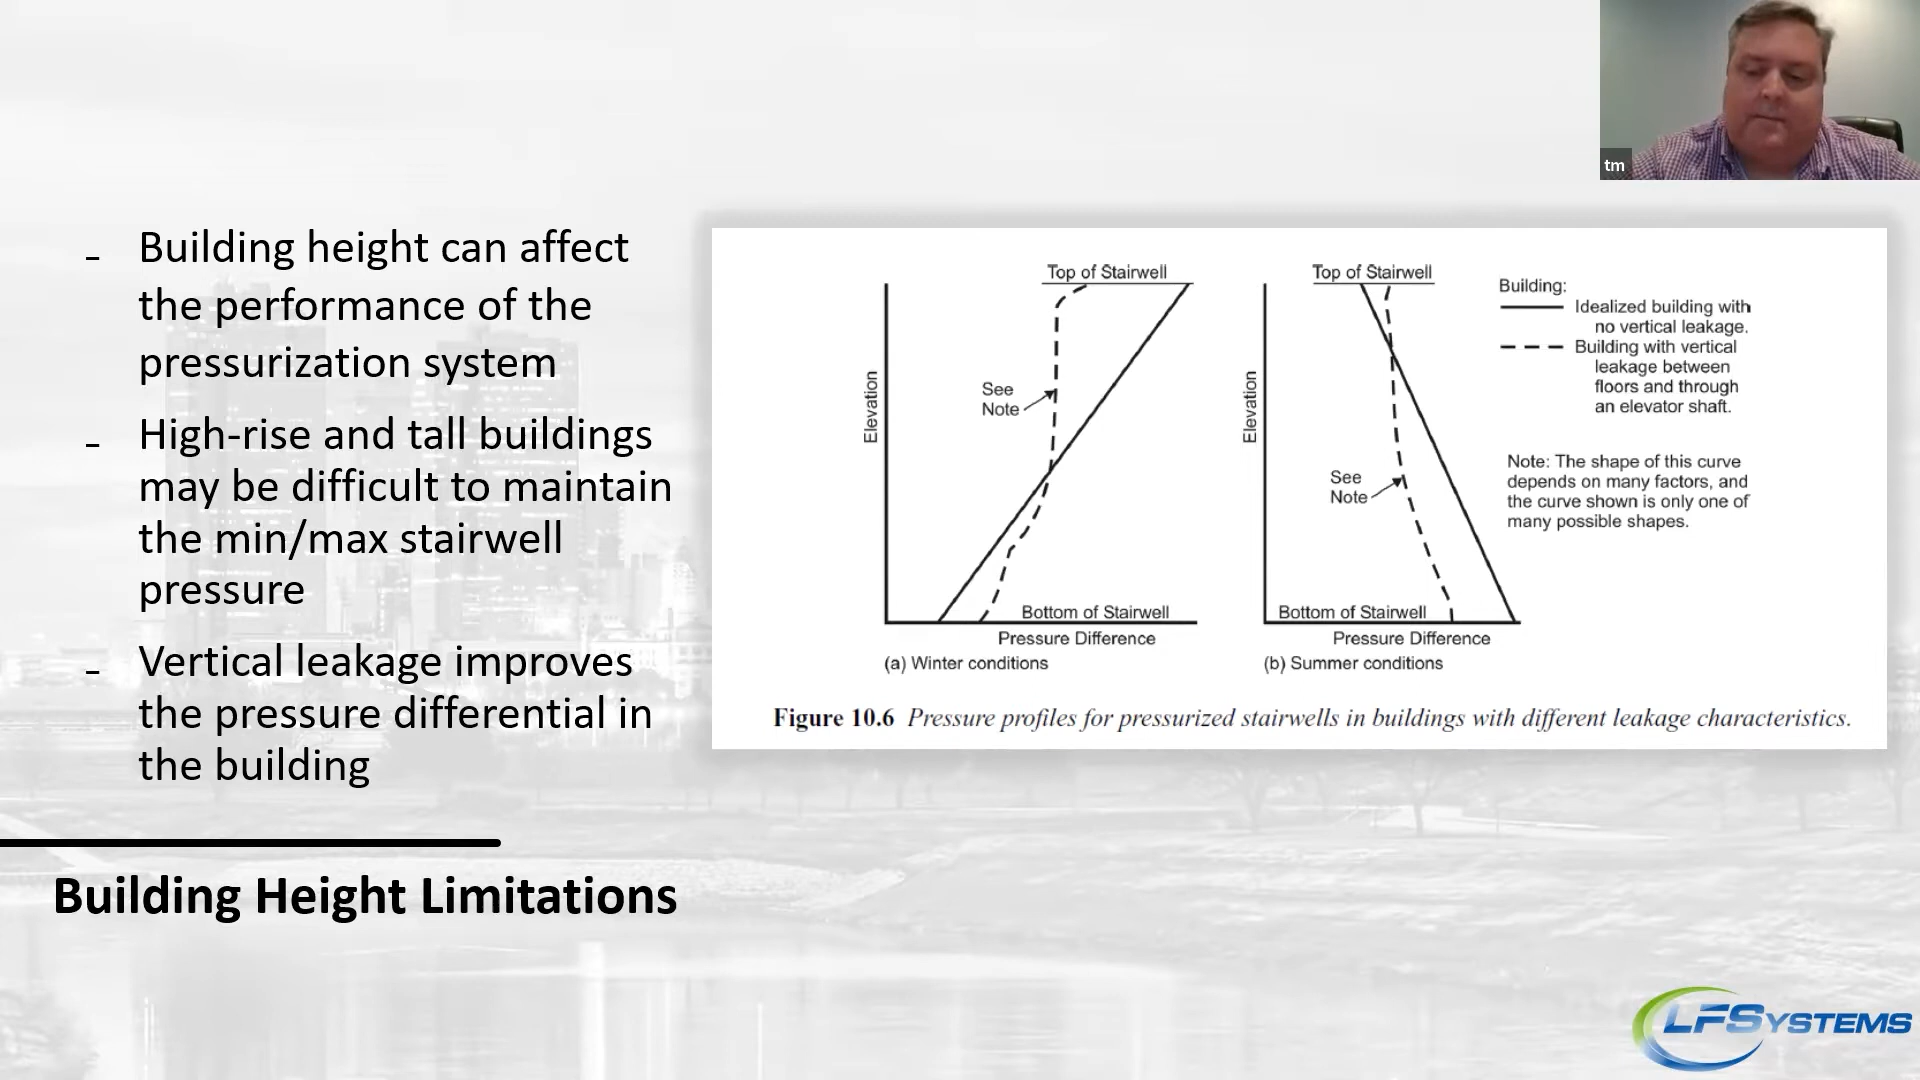 tm
- Building height can affect
the performance of the
pressurization system
- High-rise and tall buildings
may be difficult to maintain
the min/max stairwell
pressure
- Vertical leakage improves
the pressure differential in
the building
Building Height Limitations
Top of Stairwell
Elevation
See
Note
Bottom of Stairwell
Pressure Difference
(a) Winter conditions
Top of Stairwell
Elevation
See
Note
Bottom of Stairwell
Pressure Difference
(b) Summer conditions
Building:
Idealized building with
no vertical leakage.
Building with vertical
leakage between
floors and through
an elevator shaft.
Note: The shape of this curve
depends on many factors, and
the curve shown is only one of
many possible shapes.
Figure 10.6 Pressure profiles for pressurized stairwells in buildings with different leakage characteristics.
LFSYSTEMS